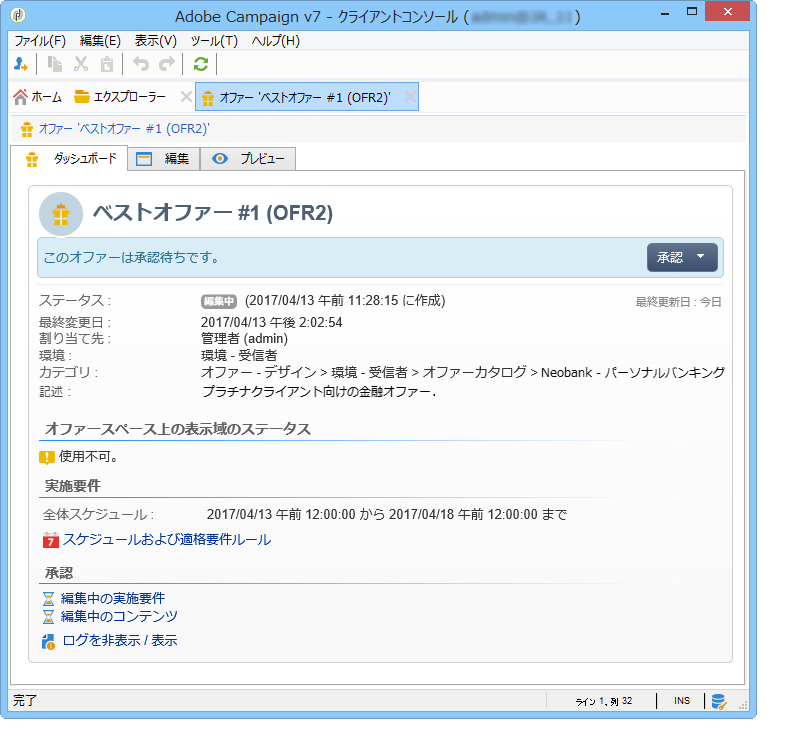 Adobe Campaign v7 - クライアントコンソール ( )
ファイル(F) 編集(E) 表示(V) ツール(T) ヘルプ(H)
ホーム エクスプローラー オファー 'ベストオファー #1 (OFR2)'
オファー 'ベストオファー #1 (OFR2)'
ダッシュボード 編集 プレビュー
ベストオファー #1 (OFR2)
このオファーは承認待ちです。 承認
ステータス : 編集中 (2017/04/13 午前 11:28:15 に作成) 最終更新日 : 今日
最終変更日 : 2017/04/13 午後 2:02:54
割り当て先 : 管理者 (admin)
環境 : 環境 - 受信者
カテゴリ : オファー - デザイン > 環境 - 受信者 > オファーカタログ > Neobank - パーソナルバンキング
記述 : プラチナクライアント向けの金融オファー.
オファースペース上の表示域のステータス
使用不可。
実施要件
全体スケジュール : 2017/04/13 午前 12:00:00 から 2017/04/18 午前 12:00:00 まで
7 スケジュールおよび適格要件ルール
承認
編集中の実施要件
編集中のコンテンツ
ログを非表示 / 表示
完了 ライン 1, 列 32 INS